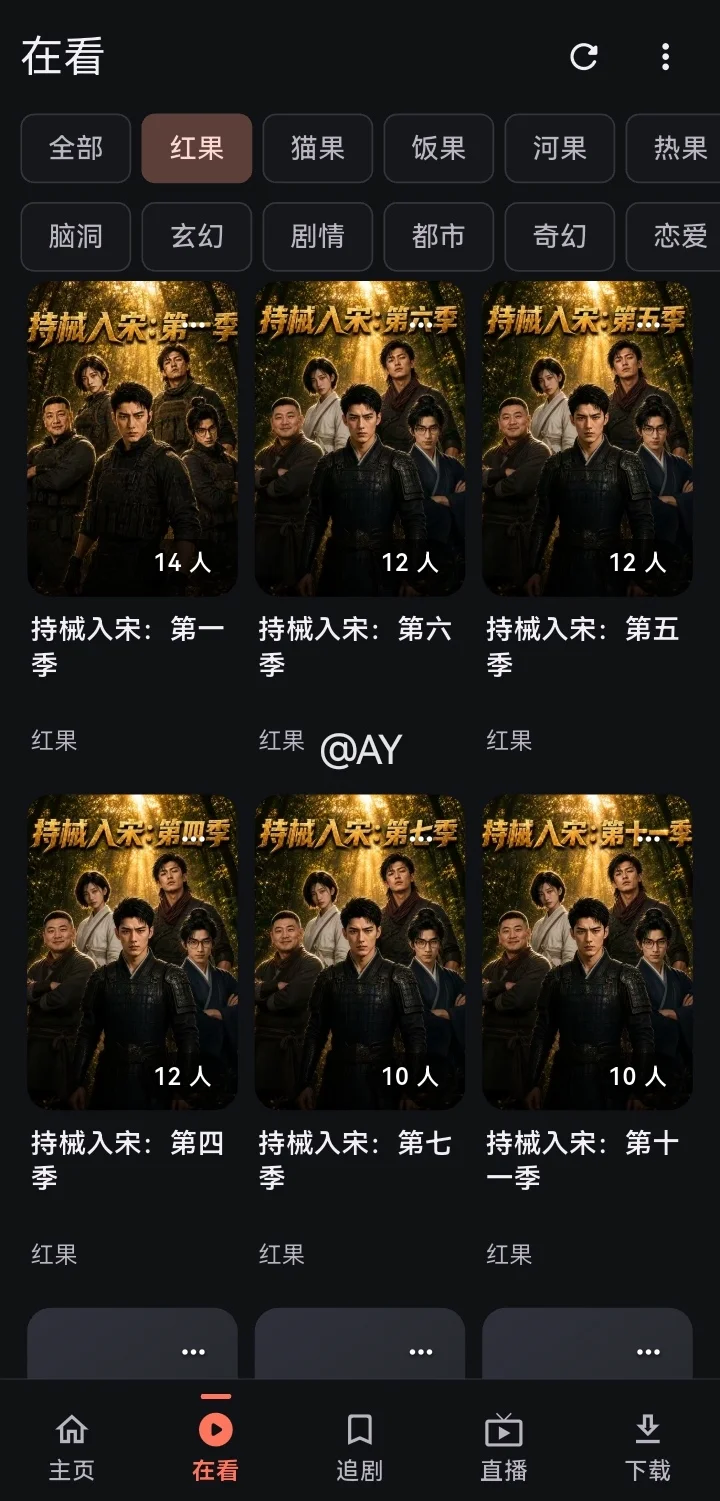 在看
全部 红果 猫果 饭果 河果 热果
脑洞 玄幻 剧情 都市 奇幻 恋爱
持械入宋:第一季 持械入宋:第六季 持械入宋:第五季
14 人 12 人 12 人
持械入宋：第一季 持械入宋：第六季 持械入宋：第五季
红果 红果 红果
@AY
持械入宋:第四季 持械入宋:第七季 持械入宋:第十一季
12 人 10 人 10 人
持械入宋：第四季 持械入宋：第七季 持械入宋：第十一季
红果 红果 红果
主页 在看 追剧 直播 下载